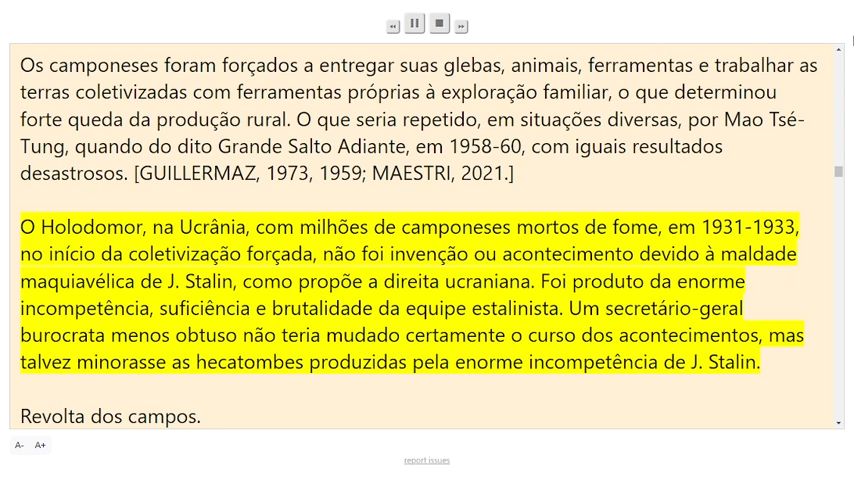 Os camponeses foram forçados a entregar suas glebas, animais, ferramentas e trabalhar as
terras coletivizadas com ferramentas próprias à exploração familiar, o que determinou
forte queda da produção rural. O que seria repetido, em situações diversas, por Mao Tsé-
Tung, quando do dito Grande Salto Adiante, em 1958-60, com iguais resultados
desastrosos. [GUILLERMAZ, 1973, 1959; MAESTRI, 2021.]
O Holodomor, na Ucrânia, com milhões de camponeses mortos de fome, em 1931-1933,
no início da coletivização forçada, não foi invenção ou acontecimento devido à maldade
maquiavélica de J. Stalin, como propõe a direita ucraniana. Foi produto da enorme
incompetência, suficiência e brutalidade da equipe estalinista. Um secretário-geral
burocrata menos obtuso não teria mudado certamente o curso dos acontecimentos, mas
talvez minorasse as hecatombes produzidas pela enorme incompetência de J. Stalin.
Revolta dos campos.
A- A+
report issues